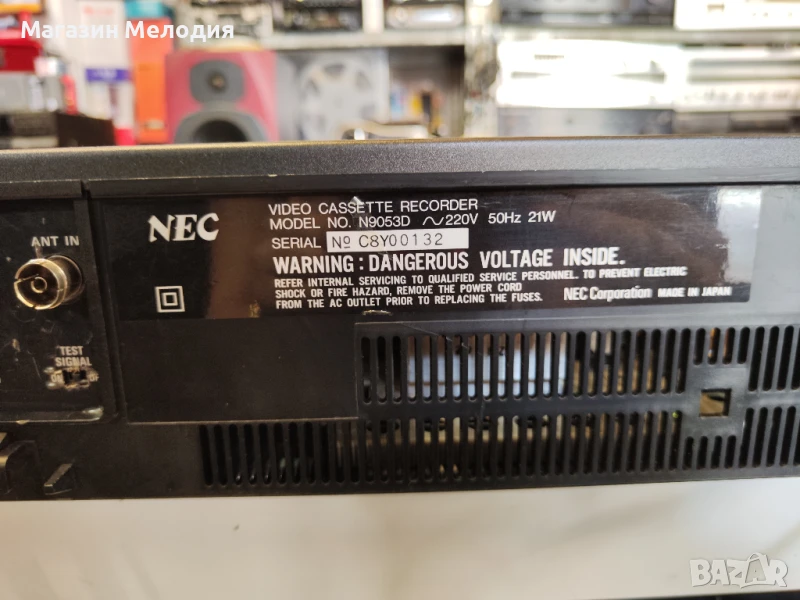 Магазин Мелодия
NEC
VIDEO CASSETTE RECORDER
MODEL NO. N9053D ∿220V 50Hz 21W
SERIAL № C8Y00132
WARNING : DANGEROUS VOLTAGE INSIDE.
REFER INTERNAL SERVICING TO QUALIFIED SERVICE PERSONNEL. TO PREVENT ELECTRIC
SHOCK OR FIRE HAZARD, REMOVE THE POWER CORD
FROM THE AC OUTLET PRIOR TO REPLACING THE FUSES.
NEC Corporation MADE IN JAPAN
ANT IN
TEST
SIGNAL
BAZAR